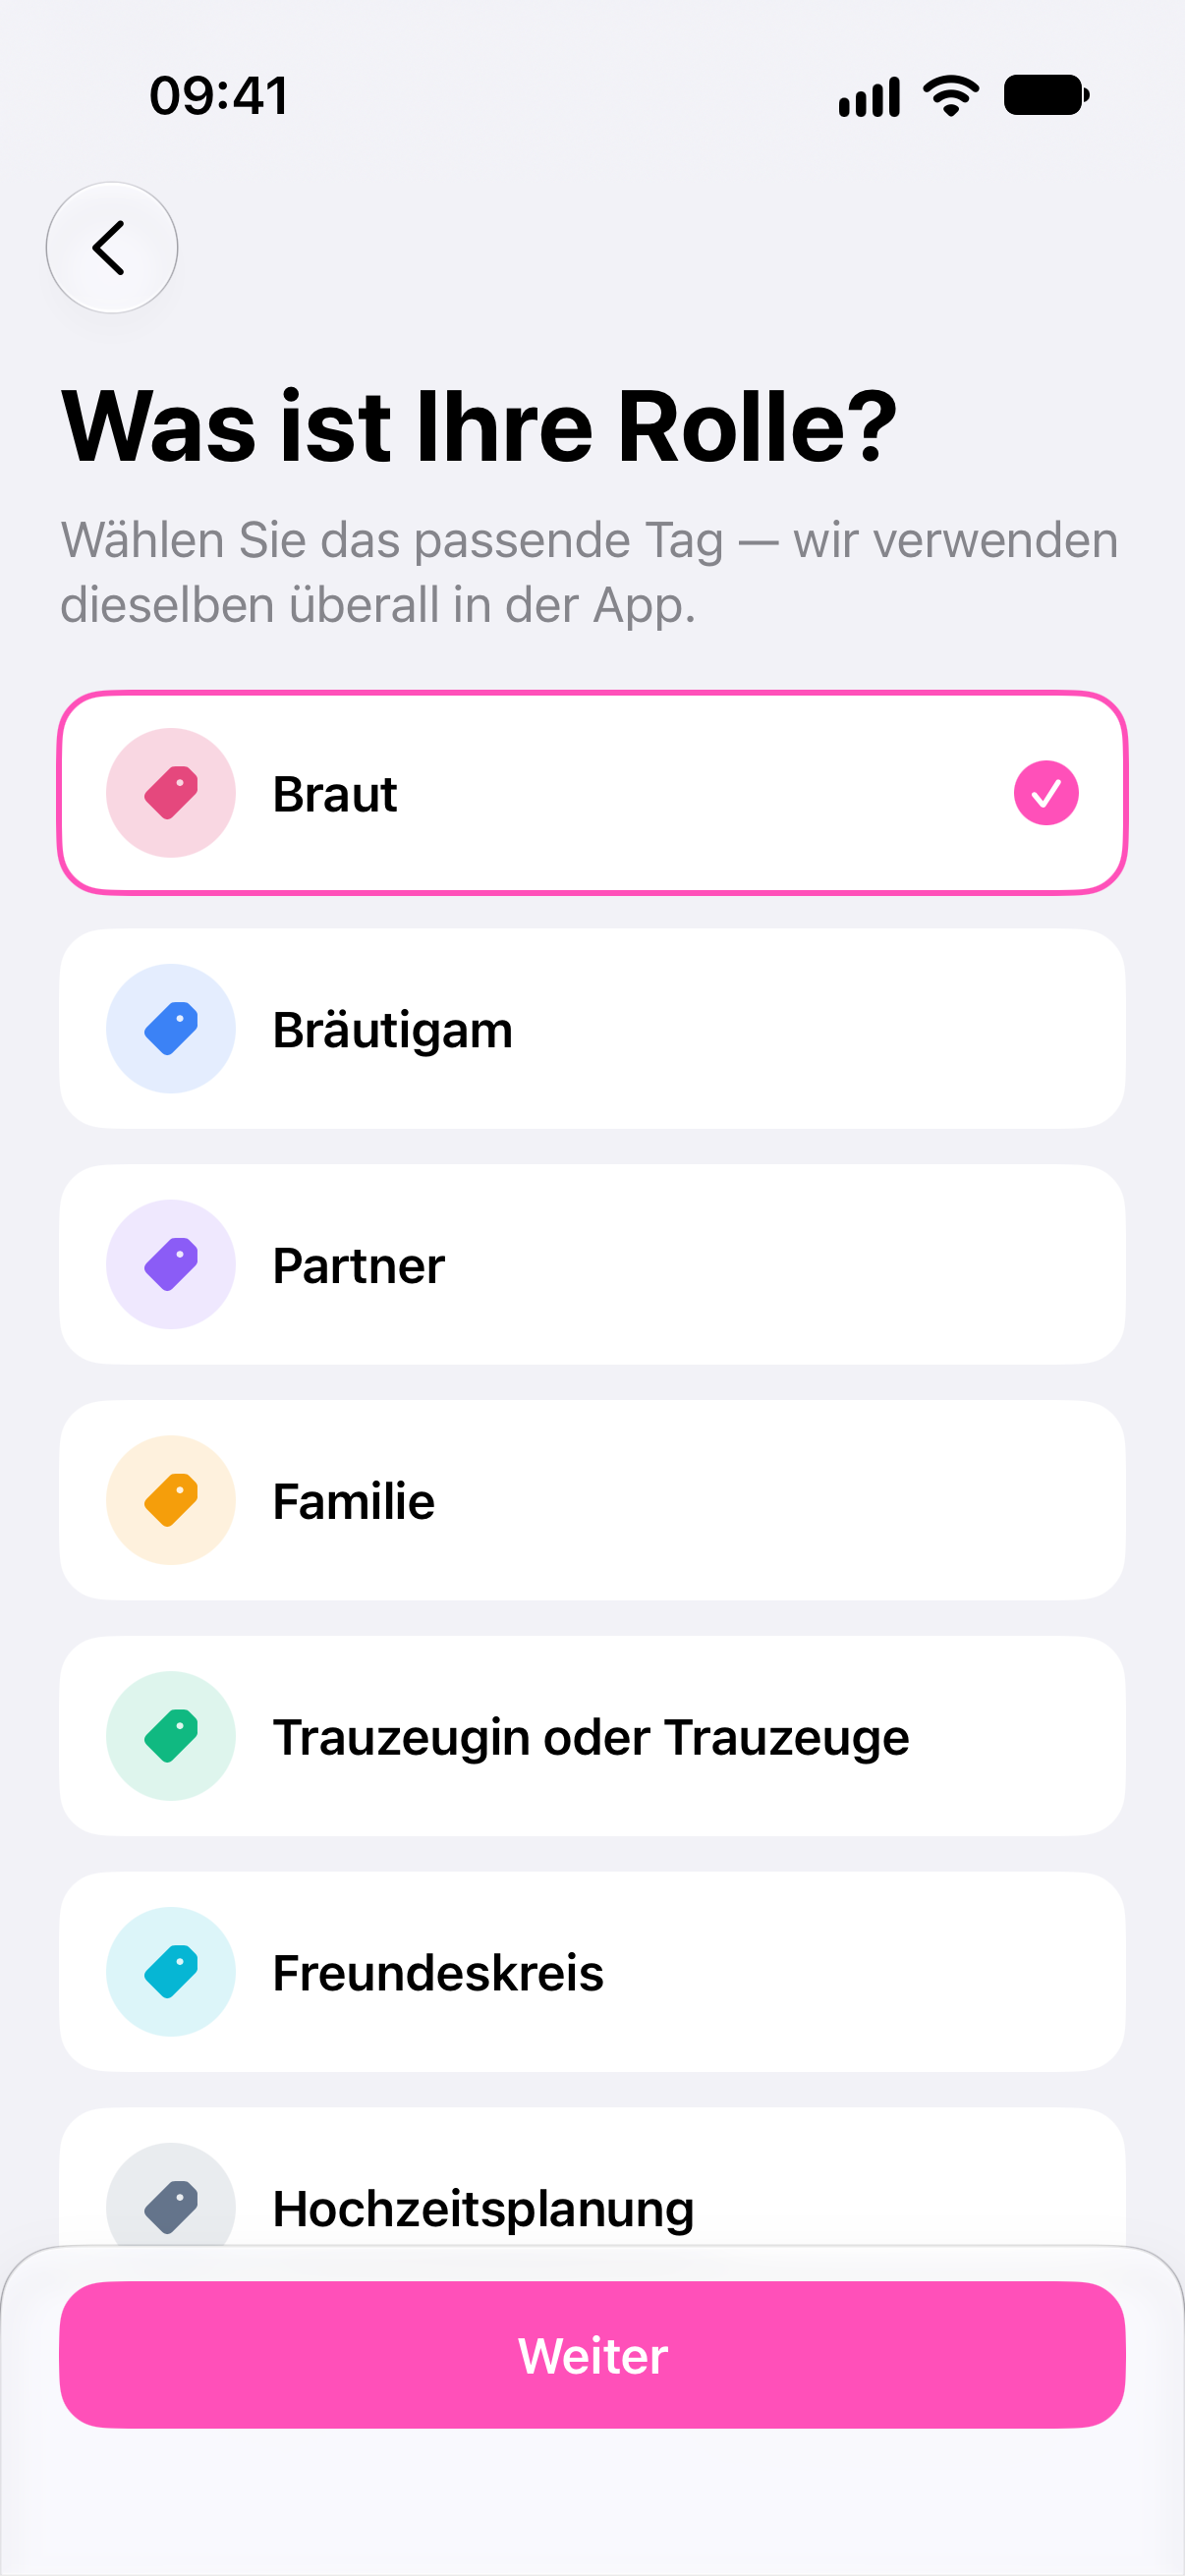 09:41
Was ist Ihre Rolle?
Wählen Sie das passende Tag — wir verwenden
dieselben überall in der App.
Braut
Bräutigam
Partner
Familie
Trauzeugin oder Trauzeuge
Freundeskreis
Hochzeitsplanung
Weiter